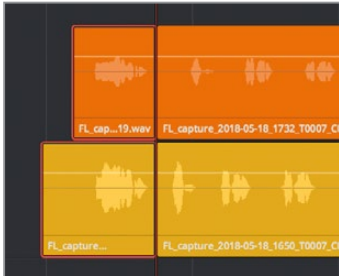 FL_cap...19.wav
FL_capture_2018-05-18_1732_T0007_C
FL_capture...
FL_capture_2018-05-18_1650_T0007_C